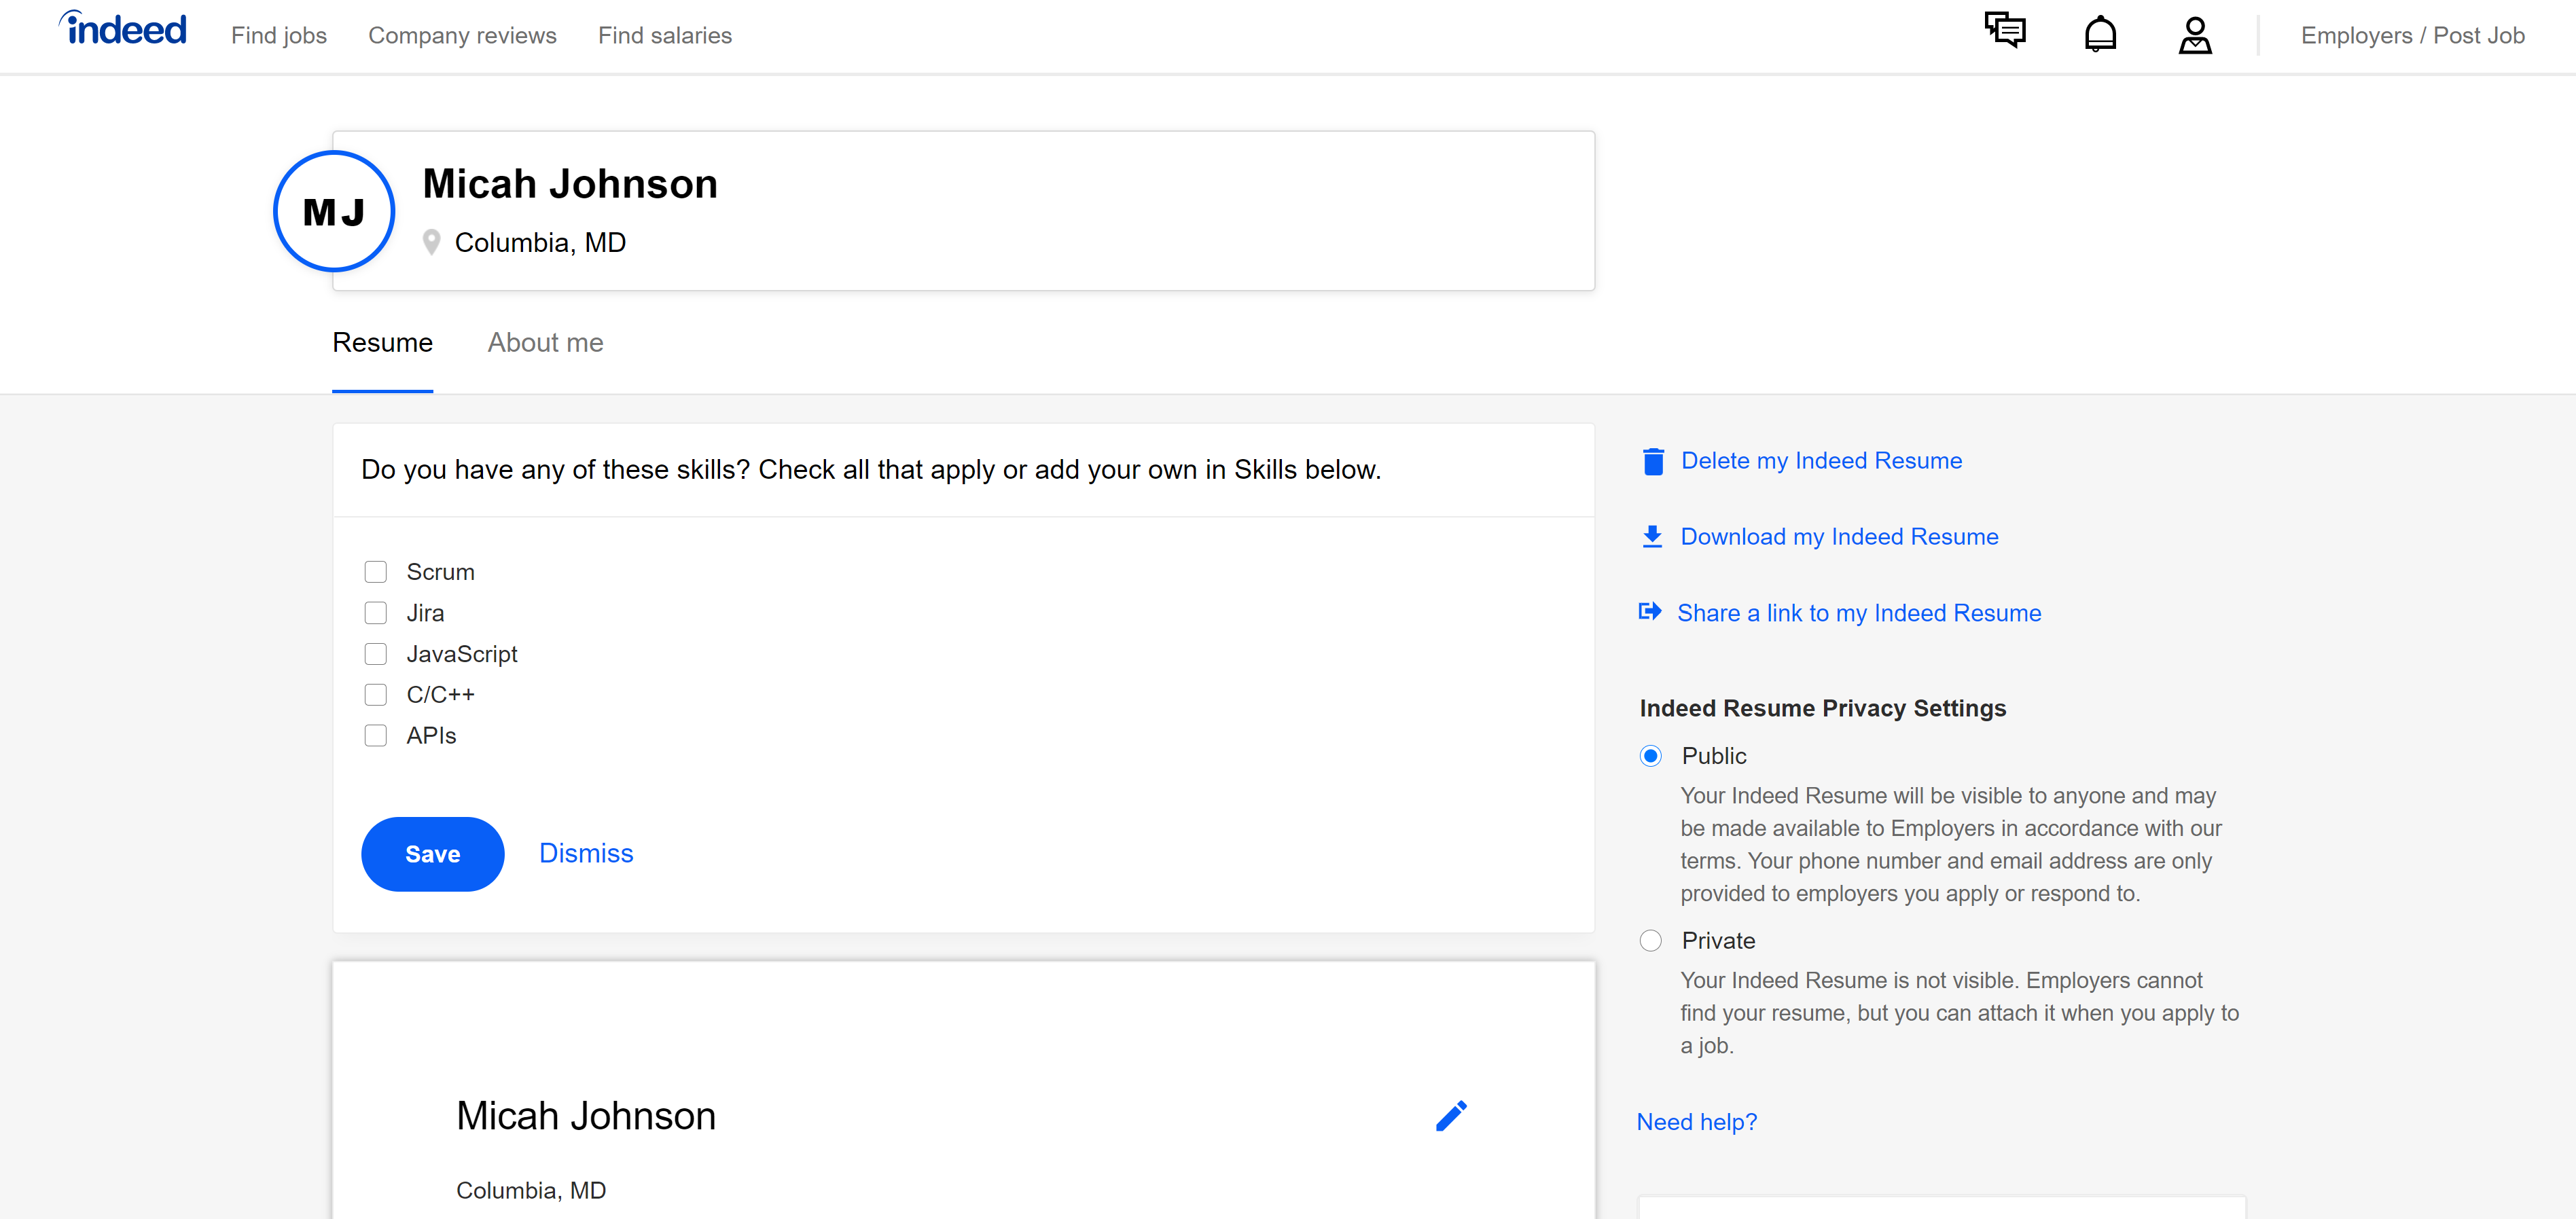 indeed
Find jobs
Company reviews
Find salaries
Employers / Post Job
MJ
Micah Johnson
Columbia, MD
Resume
About me
Do you have any of these skills? Check all that apply or add your own in Skills below.
Scrum
Jira
JavaScript
C/C++
APIs
Save
Dismiss
Micah Johnson
Columbia, MD
Delete my Indeed Resume
Download my Indeed Resume
Share a link to my Indeed Resume
Indeed Resume Privacy Settings
Public
Your Indeed Resume will be visible to anyone and may
be made available to Employers in accordance with our
terms. Your phone number and email address are only
provided to employers you apply or respond to.
Private
Your Indeed Resume is not visible. Employers cannot
find your resume, but you can attach it when you apply to
a job.
Need help?